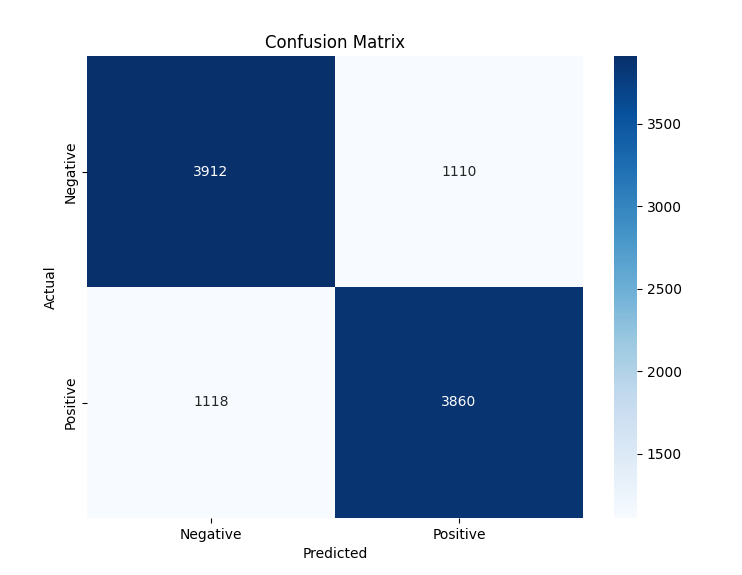 Confusion Matrix
Negative
3912
1110
Actual
Positive
1118
3860
Negative
Positive
Predicted
3500
3000
2500
2000
1500